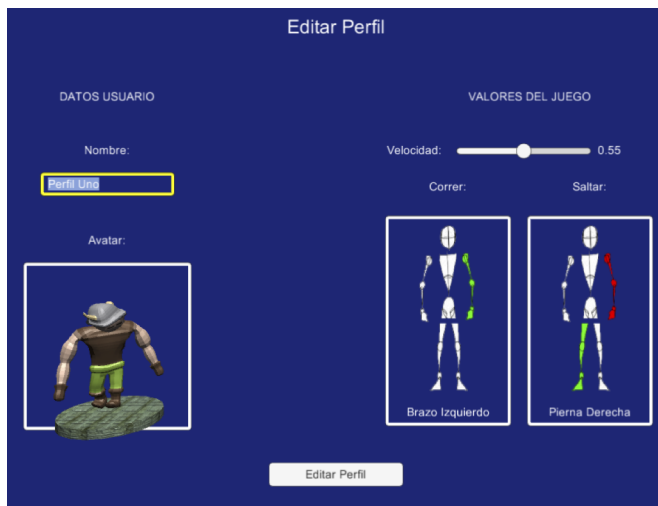 Editar Perfil
DATOS USUARIO
Nombre:
Perfil Uno
Avatar:
VALORES DEL JUEGO
Velocidad: 0.55
Correr: Saltar:
Brazo Izquierdo Pierna Derecha
Editar Perfil